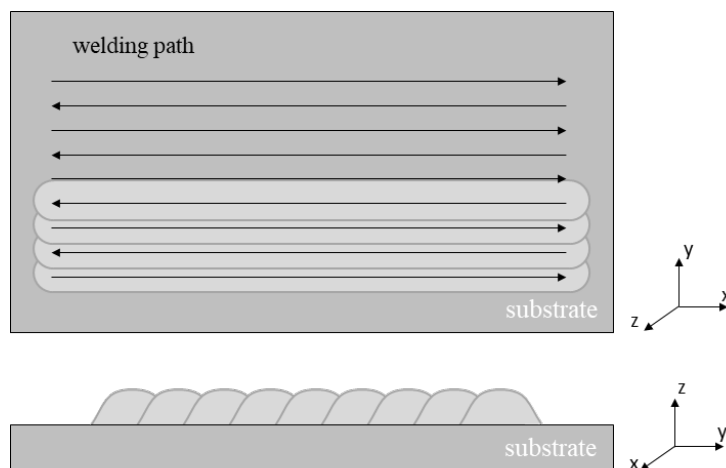 welding path
substrate
y
x
z
substrate
z
y
x